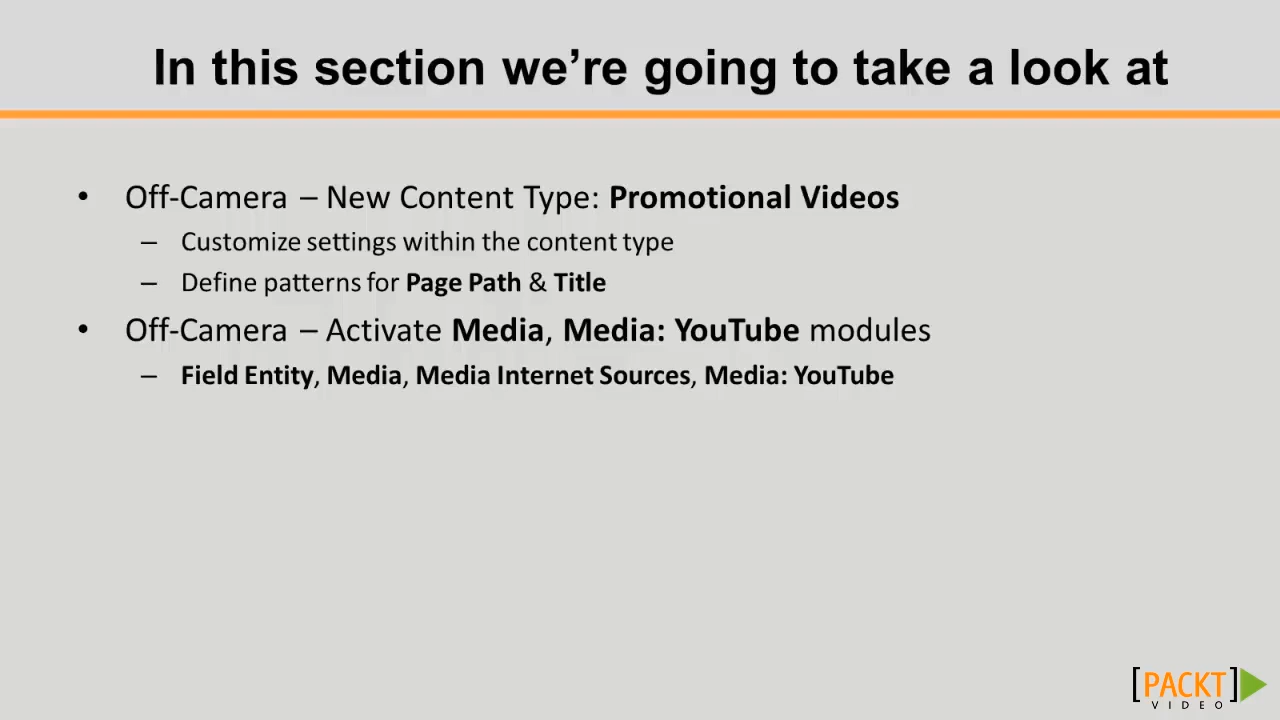 In this section we’re going to take a look at
• Off-Camera – New Content Type: Promotional Videos
– Customize settings within the content type
– Define patterns for Page Path & Title
• Off-Camera – Activate Media, Media: YouTube modules
– Field Entity, Media, Media Internet Sources, Media: YouTube
[PACKT]
VIDEO